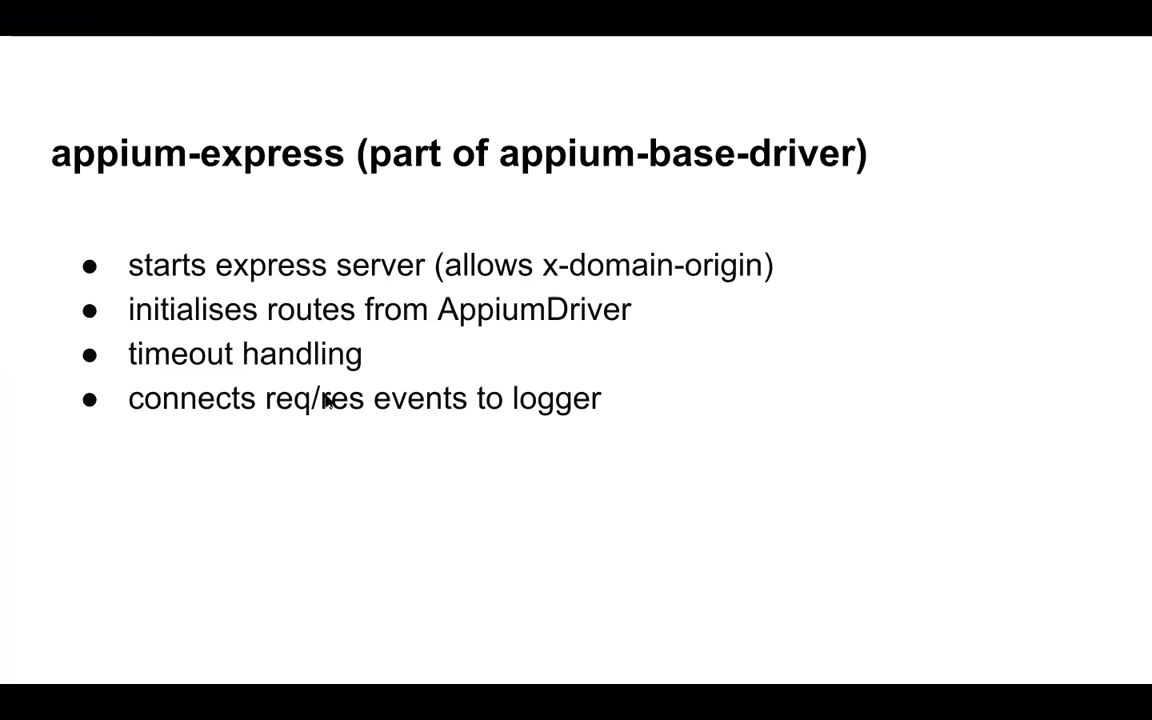 appium-express (part of appium-base-driver)
● starts express server (allows x-domain-origin)
● initialises routes from AppiumDriver
● timeout handling
● connects req/res events to logger